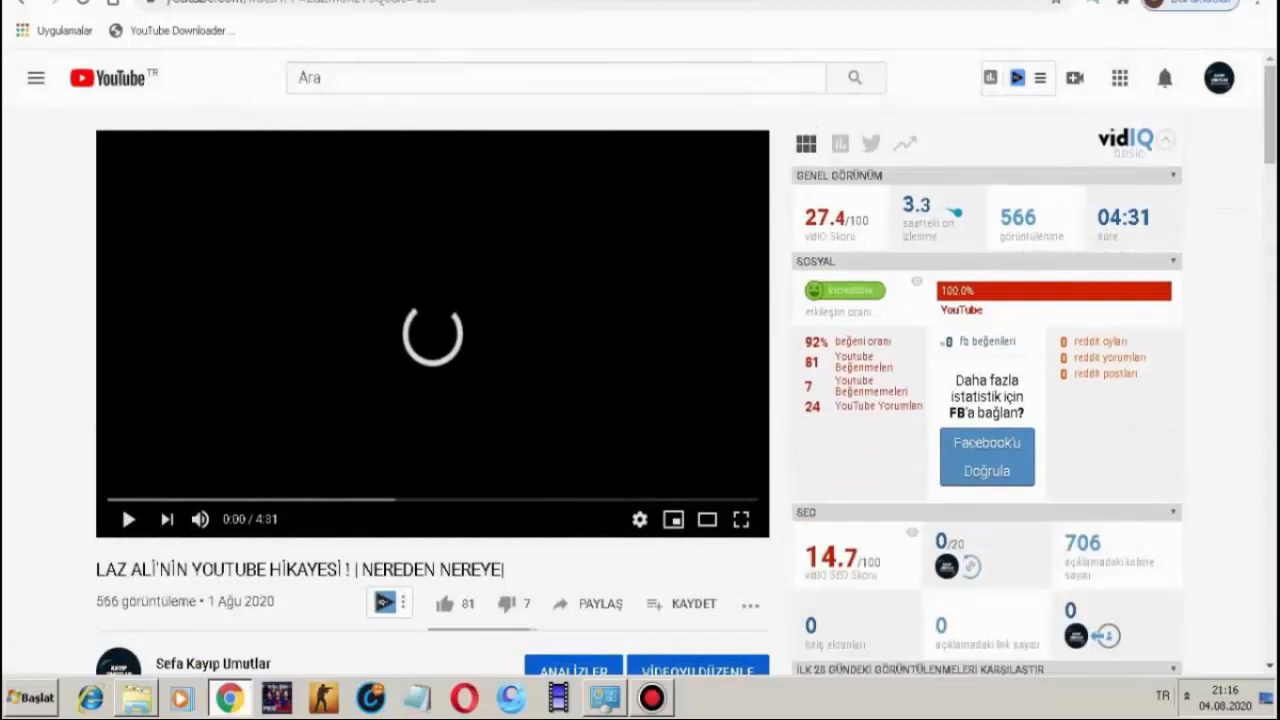 Uygulamalar YouTube Downloader ...
YouTube TR
Ara
vidIQ
basic
GENEL GÖRÜNÜM
27.4/100
vidIQ Skoru
3.3
saatteki ort
izlenme
566
görüntülenme
04:31
süre
SOSYAL
Incredible
etkileşim oranı
100.0%
YouTube
92% beğeni oranı
81 Youtube
Beğenmeleri
7 Youtube
Beğenmemeleri
24 YouTube Yorumları
0 fb beğenileri
Daha fazla
istatistik için
FB'a bağlan?
Facebook'u
Doğrula
0 reddit oyları
0 reddit yorumları
0 reddit postları
0:00 / 4:31
SEO
14.7/100
vidIQ SEO Skoru
0/20
706
açıklamadaki kelime
sayısı
0
bitiş ekranları
0
açıklamadaki link sayısı
0
İLK 28 GÜNDEKİ GÖRÜNTÜLENMELERİ KARŞILAŞTIR
LAZ ALİ'NİN YOUTUBE HİKAYESİ ! | NEREDEN NEREYE|
566 görüntüleme • 1 Ağu 2020
81 7 PAYLAŞ KAYDET
Sefa Kayıp Umutlar
ANALİZLER VİDEOYU DÜZENLE
Başlat
TR
21:16
04.08.2020